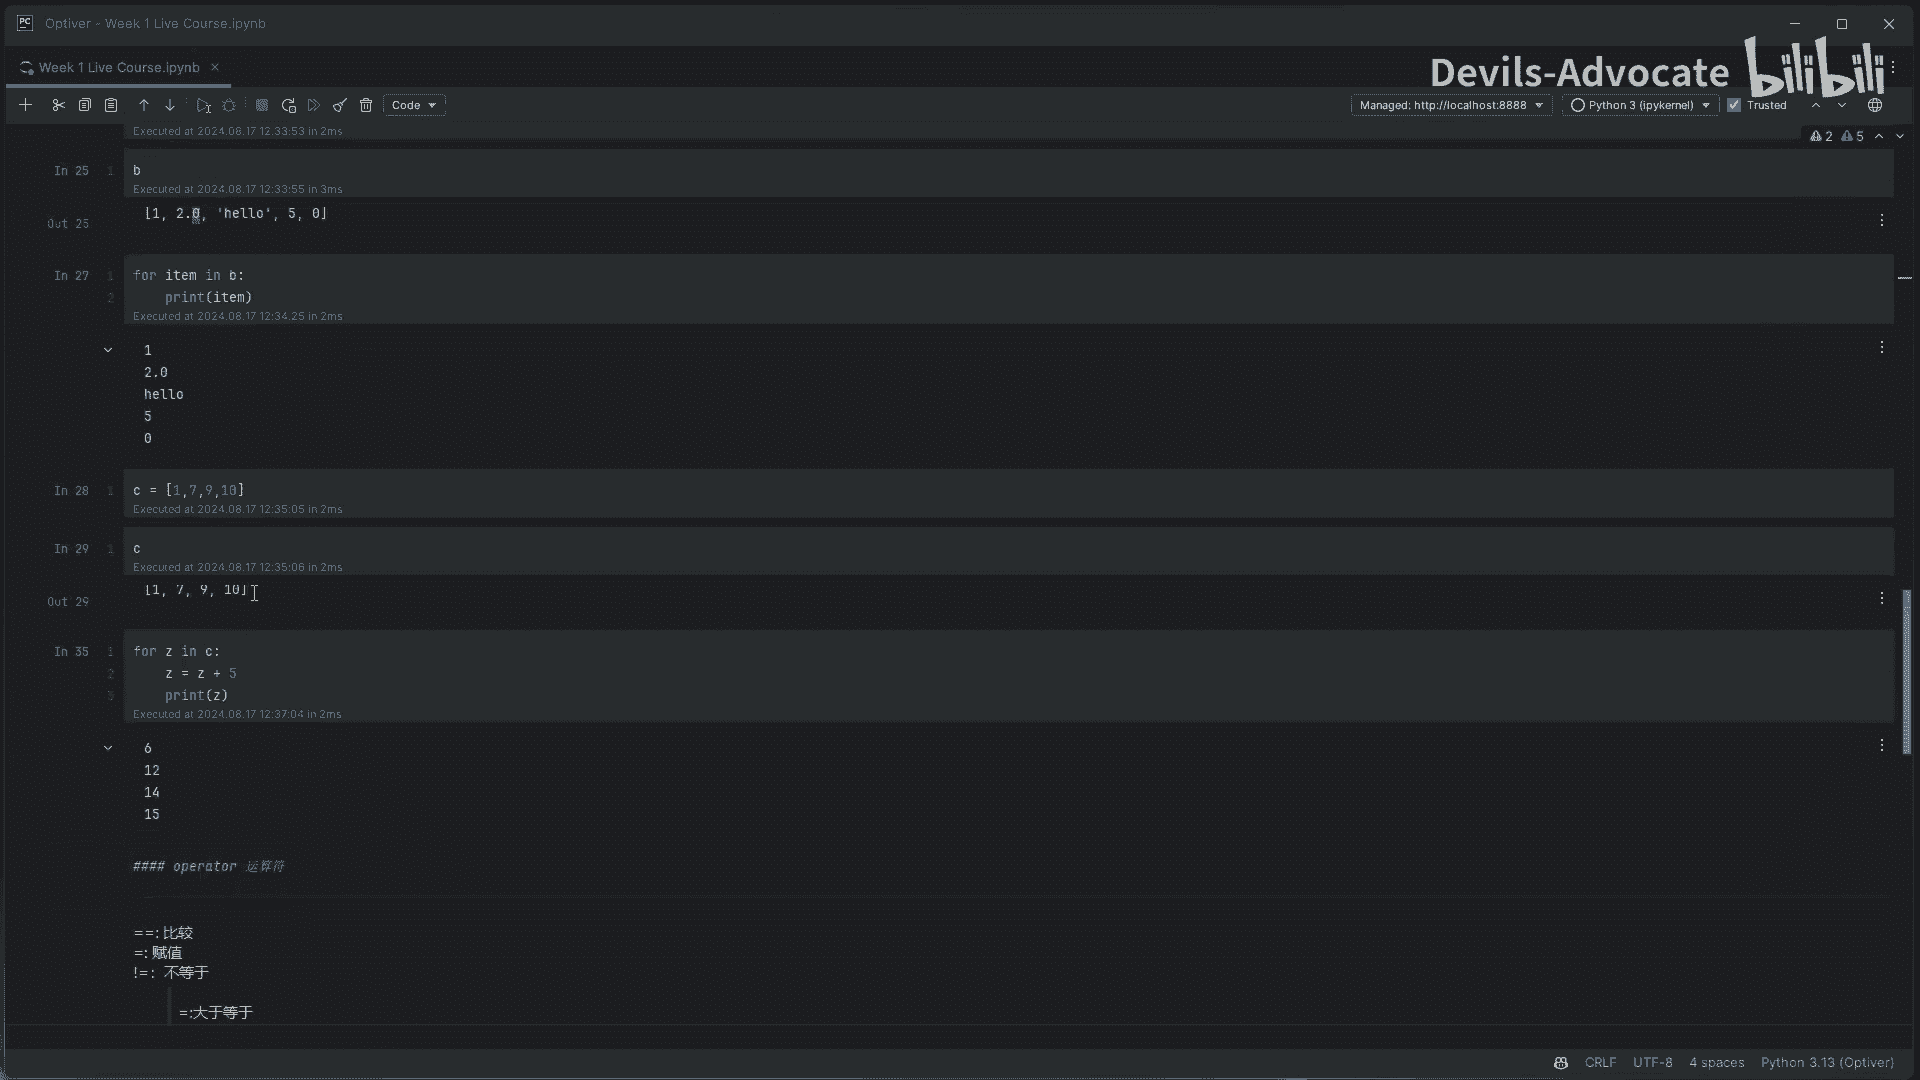 Optiver - Week 1 Live Course.ipynb
Week 1 Live Course.ipynb
Devils-Advocate bilibili
Code
Managed: http://localhost:8888
Python 3 (ipykernel)
Trusted
Executed at 2024.08.17 12:33:53 in 2ms
2 5
In 25 1 b
Executed at 2024.08.17 12:33:55 in 3ms
Out 25 [1, 2.0, 'hello', 5, 0]
In 27 1 for item in b:
2 print(item)
Executed at 2024.08.17 12:34:25 in 2ms
1
2.0
hello
5
0
In 28 1 c = [1,7,9,10]
Executed at 2024.08.17 12:35:05 in 2ms
In 29 1 c
Executed at 2024.08.17 12:35:06 in 2ms
Out 29 [1, 7, 9, 10]
In 35 1 for z in c:
2 z = z + 5
3 print(z)
Executed at 2024.08.17 12:37:04 in 2ms
6
12
14
15
#### operator 运算符
==:比较
=:赋值
!=: 不等于
=:大于等于
CRLF UTF-8 4 spaces Python 3.13 (Optiver)